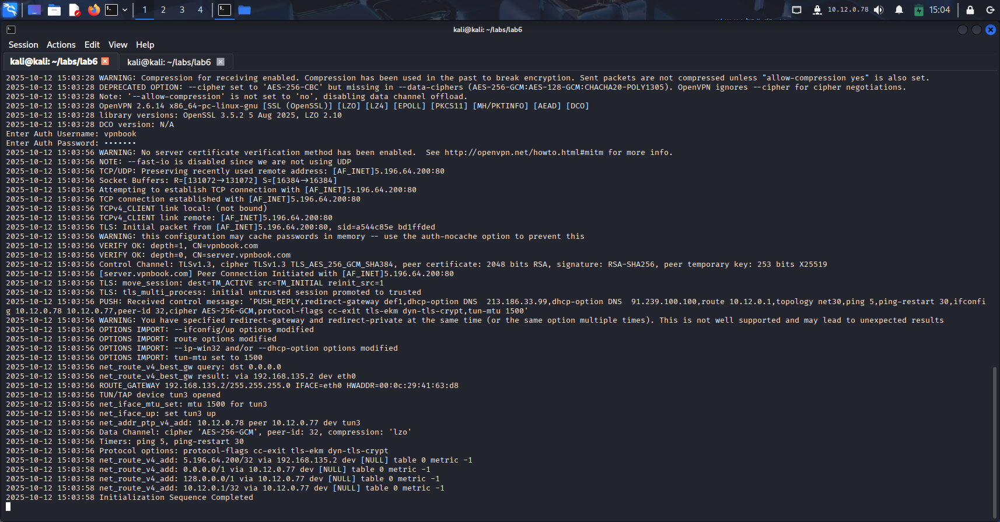 1 2 3 4
10.12.0.78
15:04
kali@kali: ~/labs/lab6
Session Actions Edit View Help
kali@kali: ~/labs/lab6
kali@kali: ~/labs/lab6
2025-10-12 15:03:28 WARNING: Compression for receiving enabled. Compression has been used in the past to break encryption. Sent packets are not compressed unless "allow-compression yes" is also set.
2025-10-12 15:03:28 DEPRECATED OPTION: --cipher set to 'AES-256-CBC' but missing in --data-ciphers (AES-256-GCM:AES-128-GCM:CHACHA20-POLY1305). OpenVPN ignores --cipher for cipher negotiations.
2025-10-12 15:03:28 Note: '--allow-compression' is not set to 'no', disabling data channel offload.
2025-10-12 15:03:28 OpenVPN 2.6.14 x86_64-pc-linux-gnu [SSL (OpenSSL)] [LZO] [LZ4] [EPOLL] [PKCS11] [MH/PKTINFO] [AEAD] [DCO]
2025-10-12 15:03:28 library versions: OpenSSL 3.5.2 5 Aug 2025, LZO 2.10
2025-10-12 15:03:28 DCO version: N/A
Enter Auth Username: vpnbook
Enter Auth Password: •••••••
2025-10-12 15:03:56 WARNING: No server certificate verification method has been enabled.  See http://openvpn.net/howto.html#mitm for more info.
2025-10-12 15:03:56 NOTE: --fast-io is disabled since we are not using UDP
2025-10-12 15:03:56 TCP/UDP: Preserving recently used remote address: [AF_INET]5.196.64.200:80
2025-10-12 15:03:56 Socket Buffers: R=[131072->131072] S=[16384->16384]
2025-10-12 15:03:56 Attempting to establish TCP connection with [AF_INET]5.196.64.200:80
2025-10-12 15:03:56 TCP connection established with [AF_INET]5.196.64.200:80
2025-10-12 15:03:56 TCPv4_CLIENT link local: (not bound)
2025-10-12 15:03:56 TCPv4_CLIENT link remote: [AF_INET]5.196.64.200:80
2025-10-12 15:03:56 TLS: Initial packet from [AF_INET]5.196.64.200:80, sid=a544c85e bd1ffded
2025-10-12 15:03:56 WARNING: this configuration may cache passwords in memory -- use the auth-nocache option to prevent this
2025-10-12 15:03:56 VERIFY OK: depth=1, CN=vpnbook.com
2025-10-12 15:03:56 VERIFY OK: depth=0, CN=server.vpnbook.com
2025-10-12 15:03:56 Control Channel: TLSv1.3, cipher TLSv1.3 TLS_AES_256_GCM_SHA384, peer certificate: 2048 bits RSA, signature: RSA-SHA256, peer temporary key: 253 bits X25519
2025-10-12 15:03:56 [server.vpnbook.com] Peer Connection Initiated with [AF_INET]5.196.64.200:80
2025-10-12 15:03:56 TLS: move_session: dest=TM_ACTIVE src=TM_INITIAL reinit_src=1
2025-10-12 15:03:56 TLS: tls_multi_process: initial untrusted session promoted to trusted
2025-10-12 15:03:56 PUSH: Received control message: 'PUSH_REPLY,redirect-gateway def1,dhcp-option DNS  213.186.33.99,dhcp-option DNS  91.239.100.100,route 10.12.0.1,topology net30,ping 5,ping-restart 30,ifconfi
g 10.12.0.78 10.12.0.77,peer-id 32,cipher AES-256-GCM,protocol-flags cc-exit tls-ekm dyn-tls-crypt,tun-mtu 1500'
2025-10-12 15:03:56 WARNING: You have specified redirect-gateway and redirect-private at the same time (or the same option multiple times). This is not well supported and may lead to unexpected results
2025-10-12 15:03:56 OPTIONS IMPORT: --ifconfig/up options modified
2025-10-12 15:03:56 OPTIONS IMPORT: route options modified
2025-10-12 15:03:56 OPTIONS IMPORT: --ip-win32 and/or --dhcp-option options modified
2025-10-12 15:03:56 OPTIONS IMPORT: tun-mtu set to 1500
2025-10-12 15:03:56 net_route_v4_best_gw query: dst 0.0.0.0
2025-10-12 15:03:56 net_route_v4_best_gw result: via 192.168.135.2 dev eth0
2025-10-12 15:03:56 ROUTE_GATEWAY 192.168.135.2/255.255.255.0 IFACE=eth0 HWADDR=00:0c:29:41:63:d8
2025-10-12 15:03:56 TUN/TAP device tun3 opened
2025-10-12 15:03:56 net_iface_mtu_set: mtu 1500 for tun3
2025-10-12 15:03:56 net_iface_up: set tun3 up
2025-10-12 15:03:56 net_addr_ptp_v4_add: 10.12.0.78 peer 10.12.0.77 dev tun3
2025-10-12 15:03:56 Data Channel: cipher 'AES-256-GCM', peer-id: 32, compression: 'lzo'
2025-10-12 15:03:56 Timers: ping 5, ping-restart 30
2025-10-12 15:03:56 Protocol options: protocol-flags cc-exit tls-ekm dyn-tls-crypt
2025-10-12 15:03:58 net_route_v4_add: 5.196.64.200/32 via 192.168.135.2 dev [NULL] table 0 metric -1
2025-10-12 15:03:58 net_route_v4_add: 0.0.0.0/1 via 10.12.0.77 dev [NULL] table 0 metric -1
2025-10-12 15:03:58 net_route_v4_add: 128.0.0.0/1 via 10.12.0.77 dev [NULL] table 0 metric -1
2025-10-12 15:03:58 net_route_v4_add: 10.12.0.1/32 via 10.12.0.77 dev [NULL] table 0 metric -1
2025-10-12 15:03:58 Initialization Sequence Completed